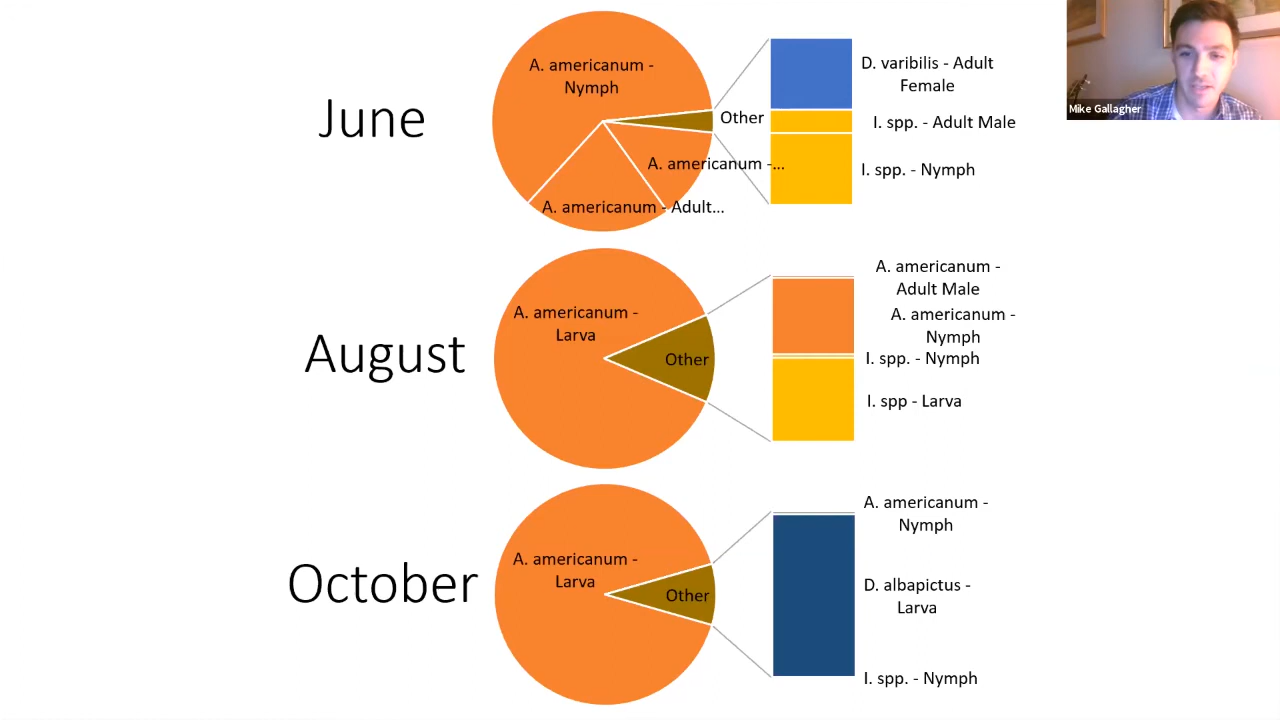 June
A. americanum -
Nymph
Other
A. americanum -...
A. americanum - Adult...
D. varibilis - Adult
Female
I. spp. - Adult Male
I. spp. - Nymph
Mike Gallagher
August
A. americanum -
Larva
Other
A. americanum -
Adult Male
A. americanum -
Nymph
I. spp. - Nymph
I. spp - Larva
October
A. americanum -
Larva
Other
A. americanum -
Nymph
D. albapictus -
Larva
I. spp. - Nymph